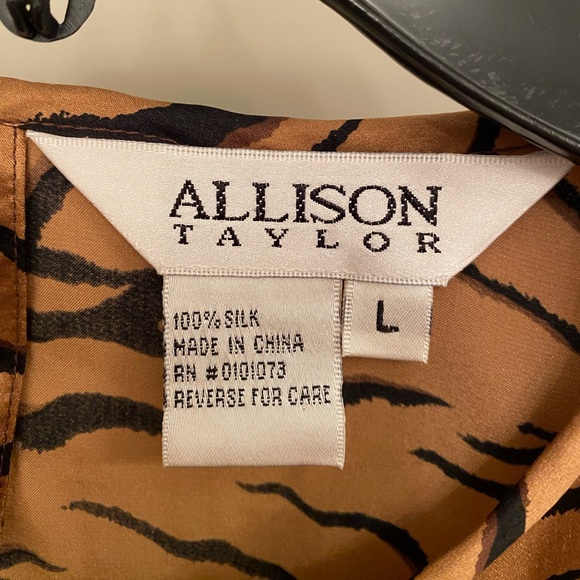 ALLISON
TAYLOR
L
100% SILK
MADE IN CHINA
RN #0101073
REVERSE FOR CARE